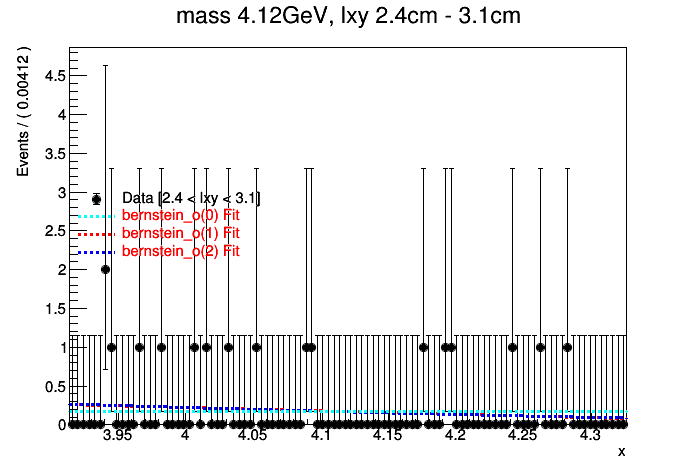 mass 4.12GeV, lxy 2.4cm - 3.1cm
Events / ( 0.00412 )
4.5
4
3.5
3
2.5
2
1.5
1
0.5
0
Data [2.4 < lxy < 3.1]
bernstein_o(0) Fit
bernstein_o(1) Fit
bernstein_o(2) Fit
3.95 4 4.05 4.1 4.15 4.2 4.25 4.3
x